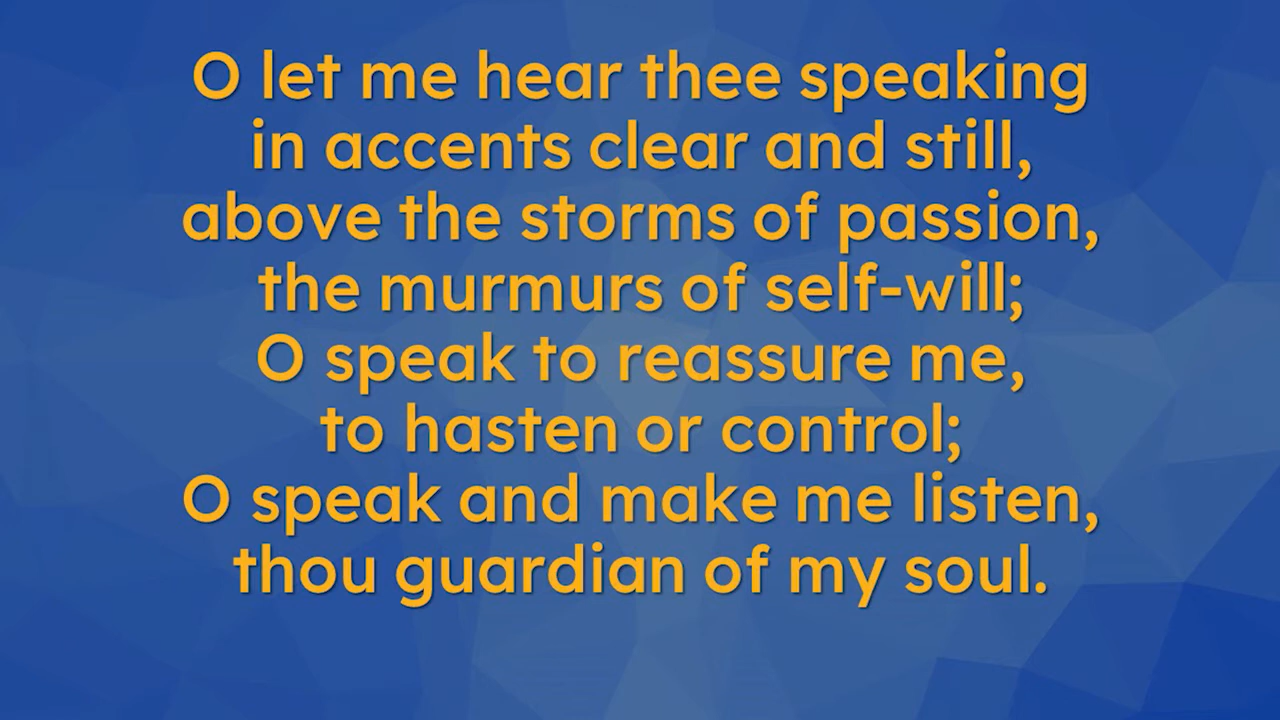 O let me hear thee speaking
in accents clear and still,
above the storms of passion,
the murmurs of self-will;
O speak to reassure me,
to hasten or control;
O speak and make me listen,
thou guardian of my soul.